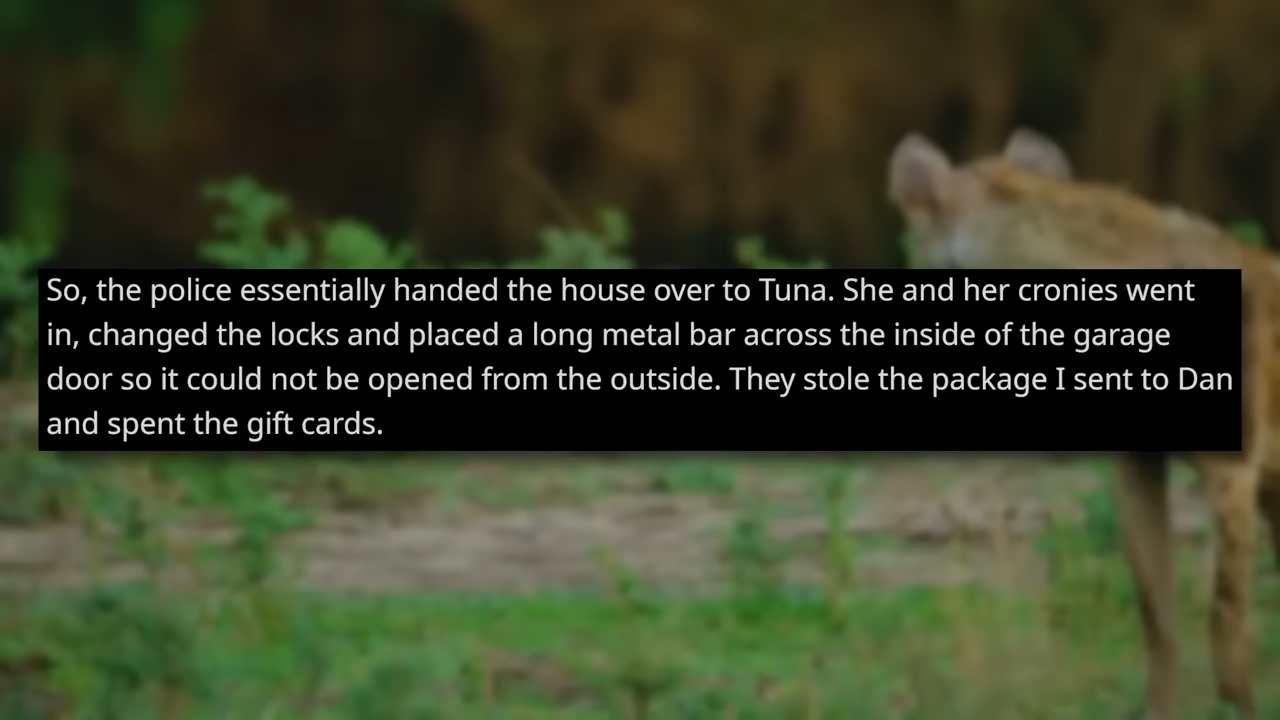 So, the police essentially handed the house over to Tuna. She and her cronies went
in, changed the locks and placed a long metal bar across the inside of the garage
door so it could not be opened from the outside. They stole the package I sent to Dan
and spent the gift cards.